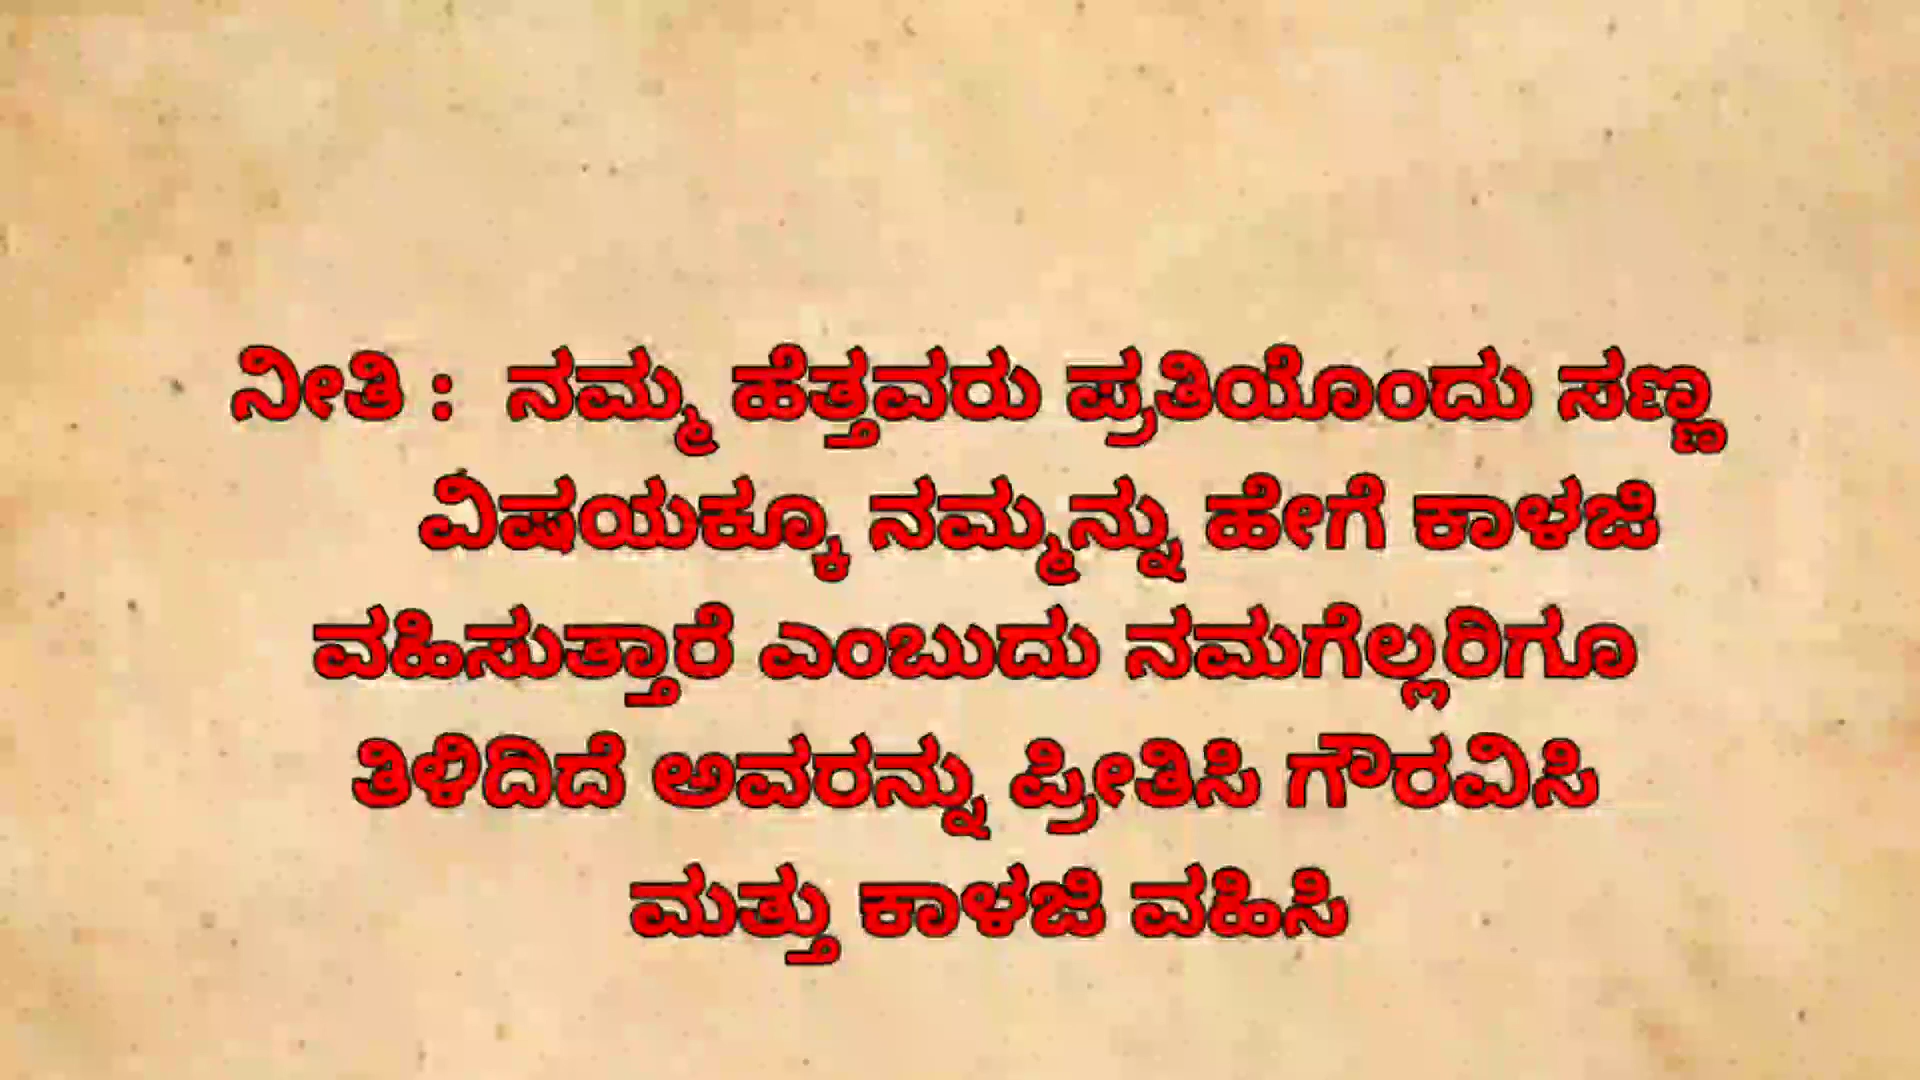 ನೀತಿ : ನಮ್ಮ ಹೆತ್ತವರು ಪ್ರತಿಯೊಂದು ಸಣ್ಣ
ವಿಷಯಕ್ಕೂ ನಮ್ಮನ್ನು ಹೇಗೆ ಕಾಳಜಿ
ವಹಿಸುತ್ತಾರೆ ಎಂಬುದು ನಮಗೆಲ್ಲರಿಗೂ
ತಿಳಿದಿದೆ ಅವರನ್ನು ಪ್ರೀತಿಸಿ ಗೌರವಿಸಿ
ಮತ್ತು ಕಾಳಜಿ ವಹಿಸಿ